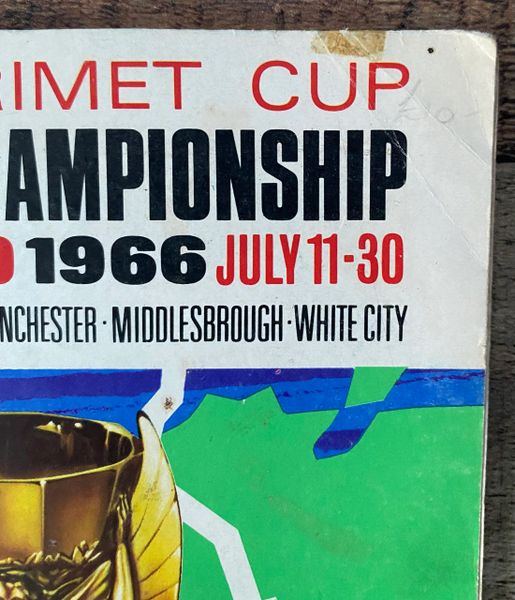 RIMET CUP
AMPIONSHIP
1966 JULY 11-30
NCHESTER · MIDDLESBROUGH · WHITE CITY